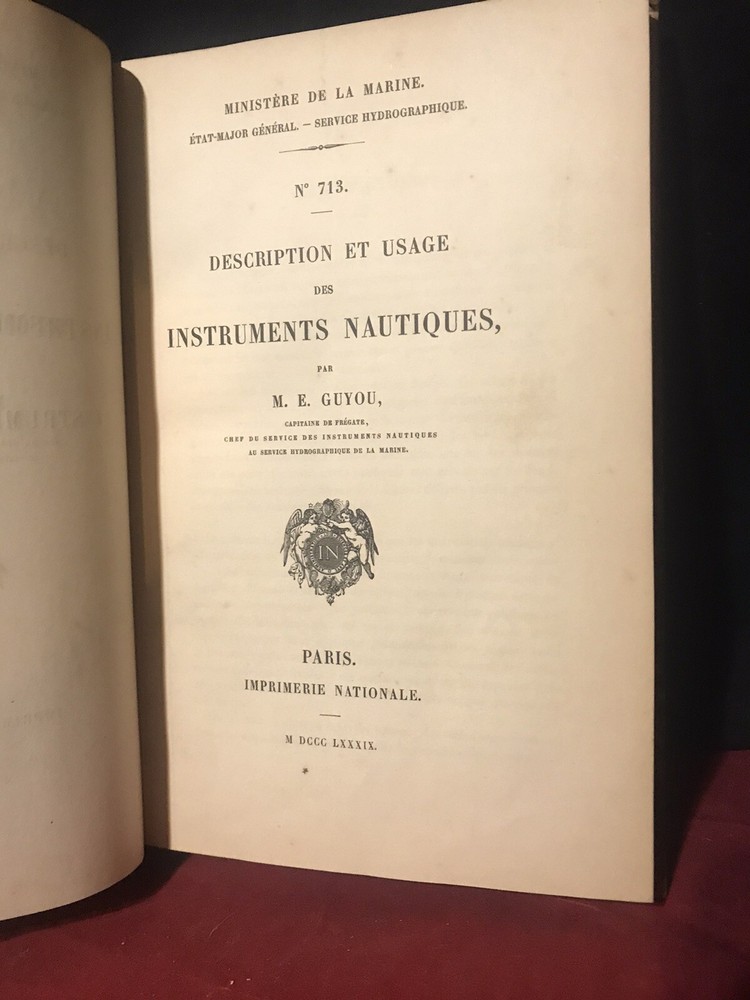 MINISTÈRE DE LA MARINE.
ÉTAT-MAJOR GÉNÉRAL. — SERVICE HYDROGRAPHIQUE.
N° 713.
DESCRIPTION ET USAGE
DES
INSTRUMENTS NAUTIQUES,
PAR
M. E. GUYOU,
CAPITAINE DE FRÉGATE,
CHEF DU SERVICE DES INSTRUMENTS NAUTIQUES
AU SERVICE HYDROGRAPHIQUE DE LA MARINE.
IN
PARIS.
IMPRIMERIE NATIONALE.
M DCCC LXXXIX.
*